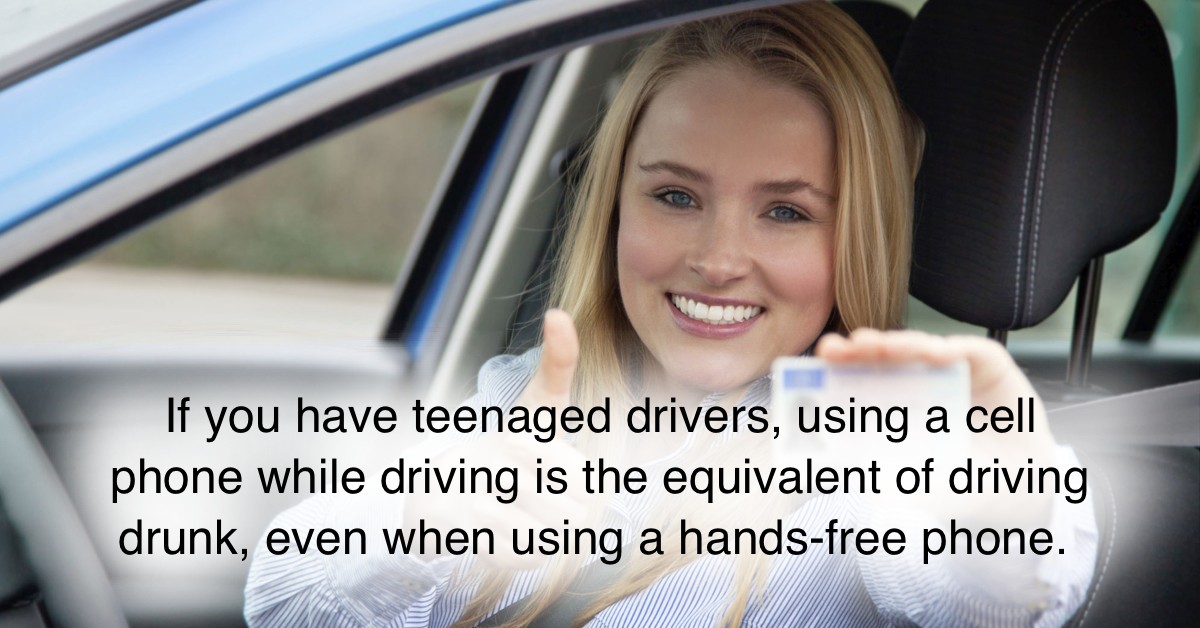 If you have teenaged drivers, using a cell
phone while driving is the equivalent of driving
drunk, even when using a hands-free phone.